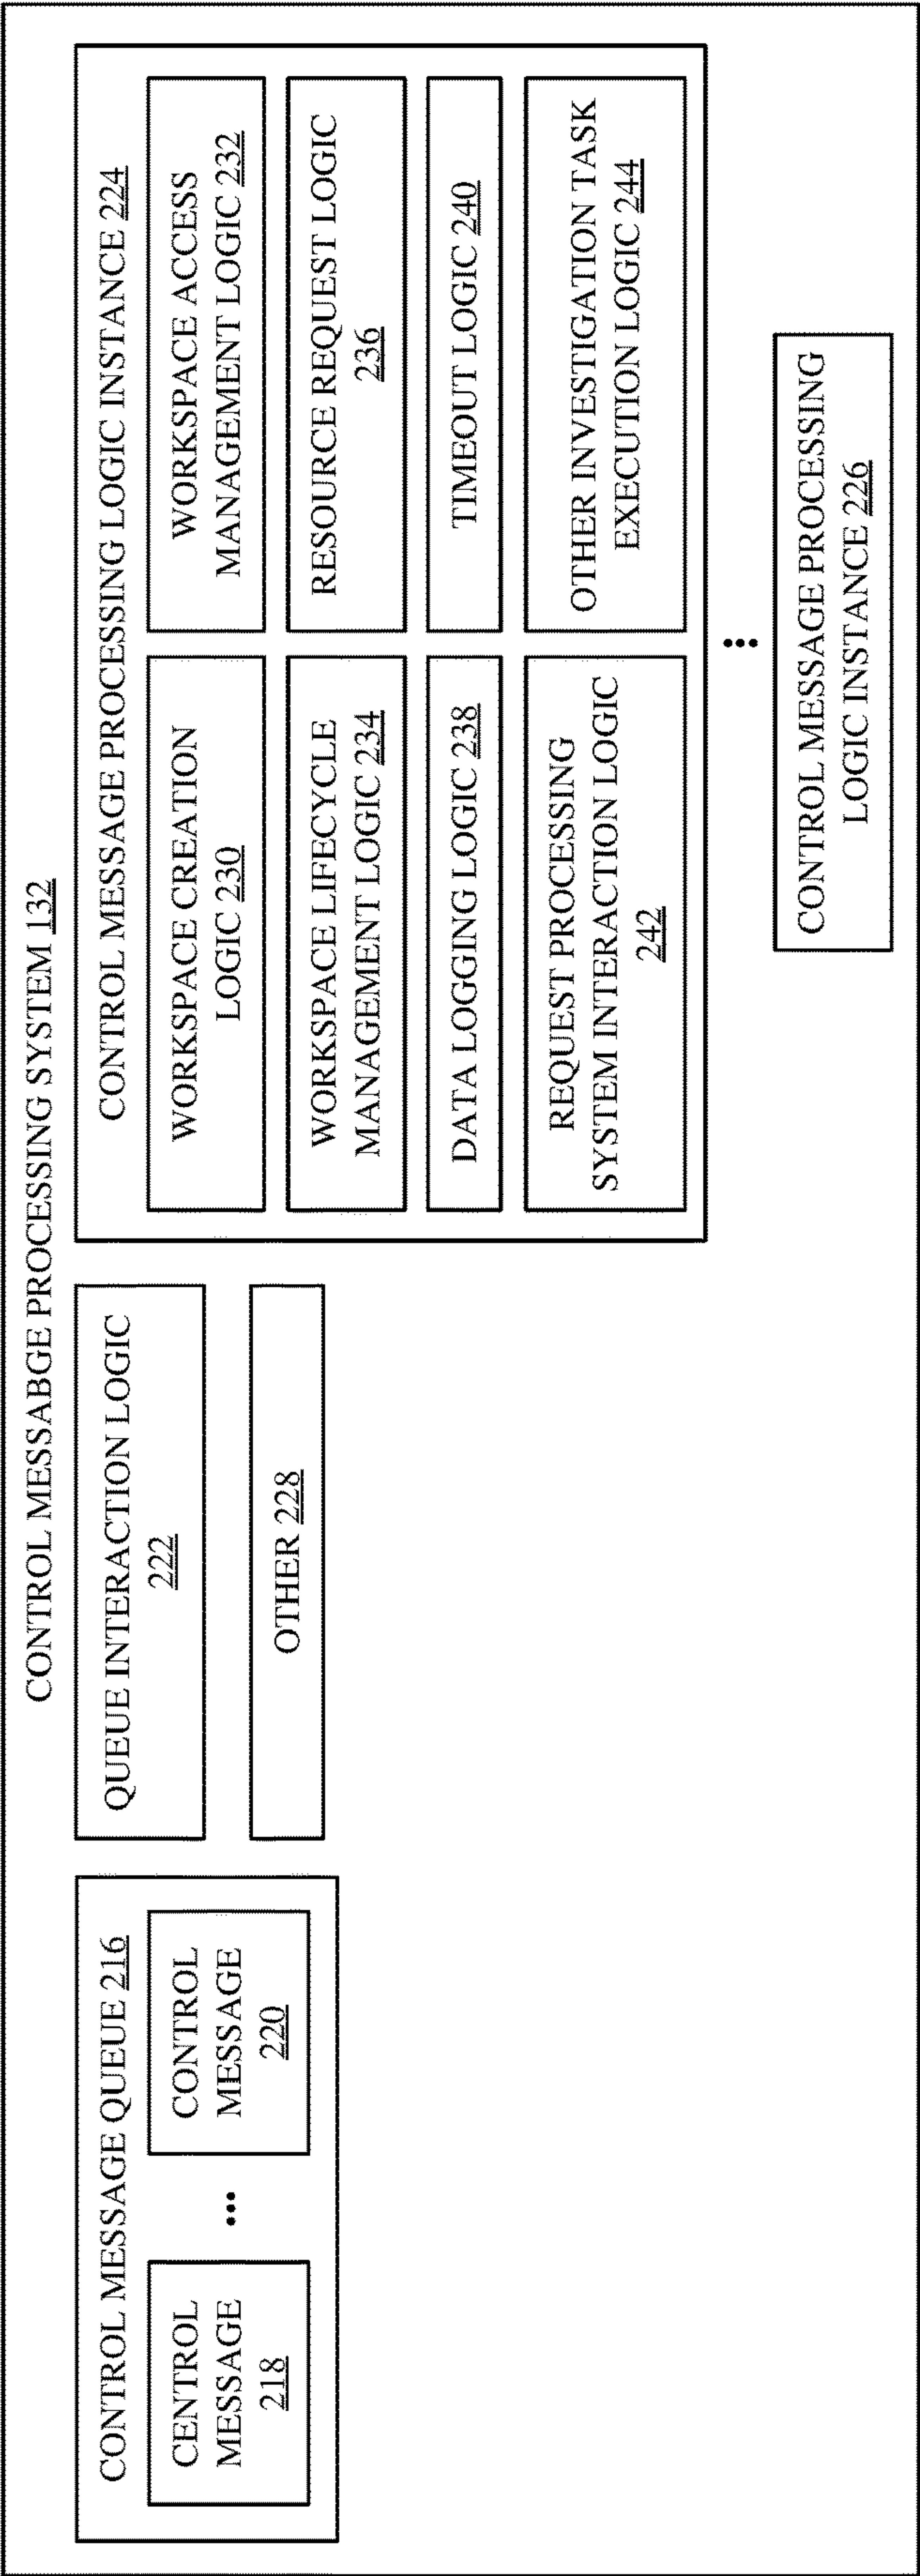 CONTROL MESSABGE PROCESSING SYSTEM 132
CONTROL MESSAGE QUEUE 216
CENTROL
MESSAGE
218
...
CONTROL
MESSAGE
220
QUEUE INTERACTION LOGIC
222
OTHER 228
CONTROL MESSAGE PROCESSING LOGIC INSTANCE 224
WORKSPACE CREATION
LOGIC 230
WORKSPACE ACCESS
MANAGEMENT LOGIC 232
WORKSPACE LIFECYCLE
MANAGEMENT LOGIC 234
RESOURCE REQUEST LOGIC
236
DATA LOGGING LOGIC 238
TIMEOUT LOGIC 240
REQUEST PROCESSING
SYSTEM INTERACTION LOGIC
242
OTHER INVESTIGATION TASK
EXECUTION LOGIC 244
...
CONTROL MESSAGE PROCESSING
LOGIC INSTANCE 226